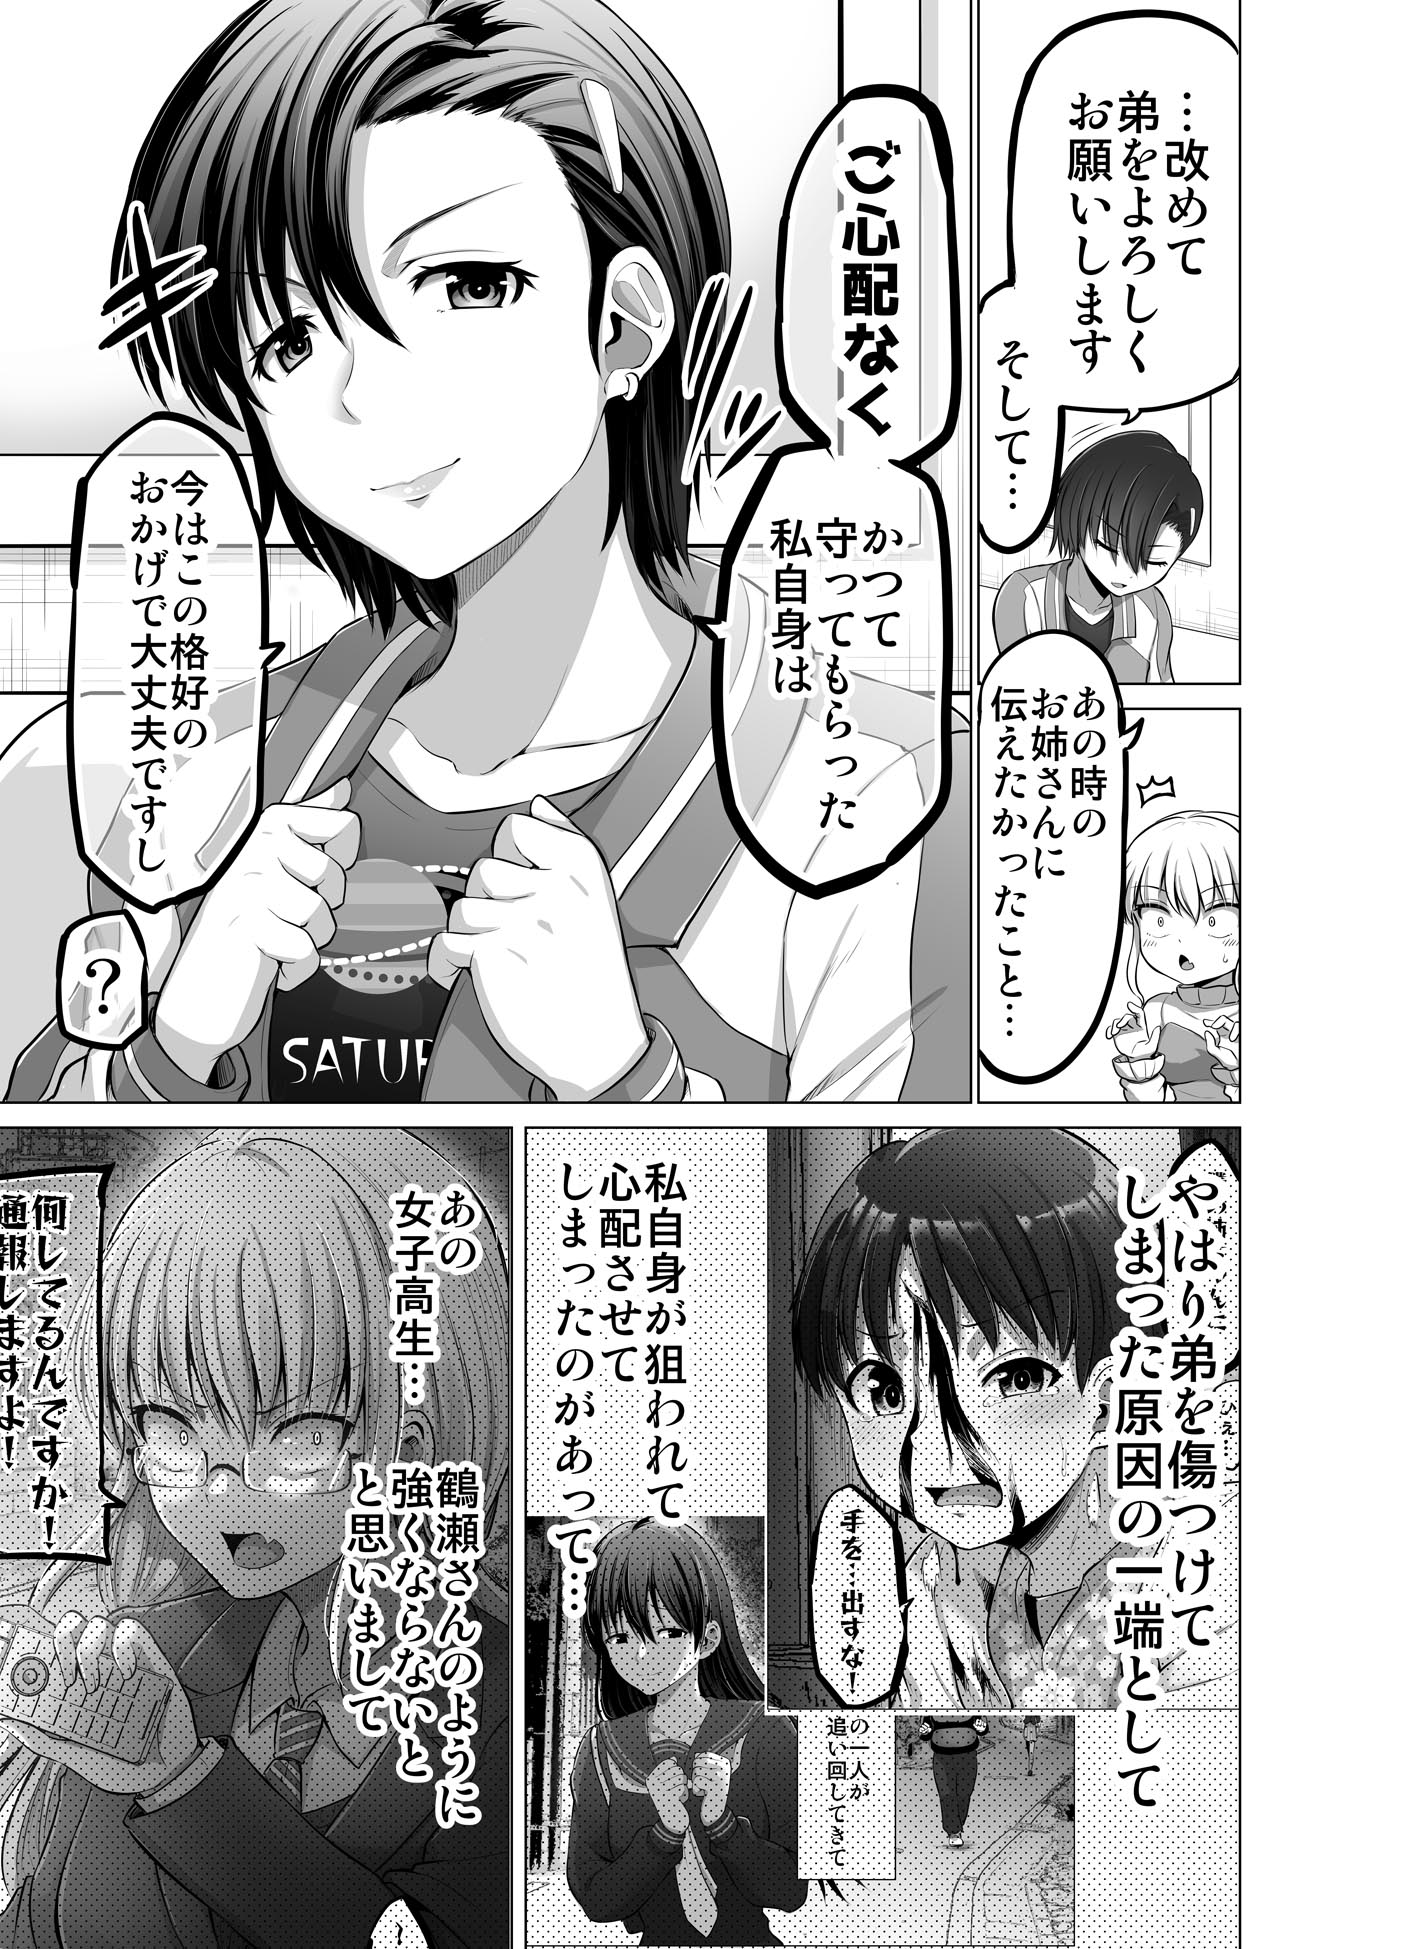 …改めて
弟をよろしく
お願いします
そして…
あの時の
お姉さんに
伝えたかったこと…
ご心配なく
かつて
守ってもらった
私自身は
今はこの格好の
おかげで大丈夫ですし
？
SATUR
やはり弟を傷つけて
しまった原因の一端として
ひぇ…
手を…出すな！
私自身が狙われて
心配させて
しまったのがあって…
の一人が
追い回してきて
あの
女子高生…
鶴瀬さんのように
強くならないと
と思いまして
何してるんですか！
通報しますよ！